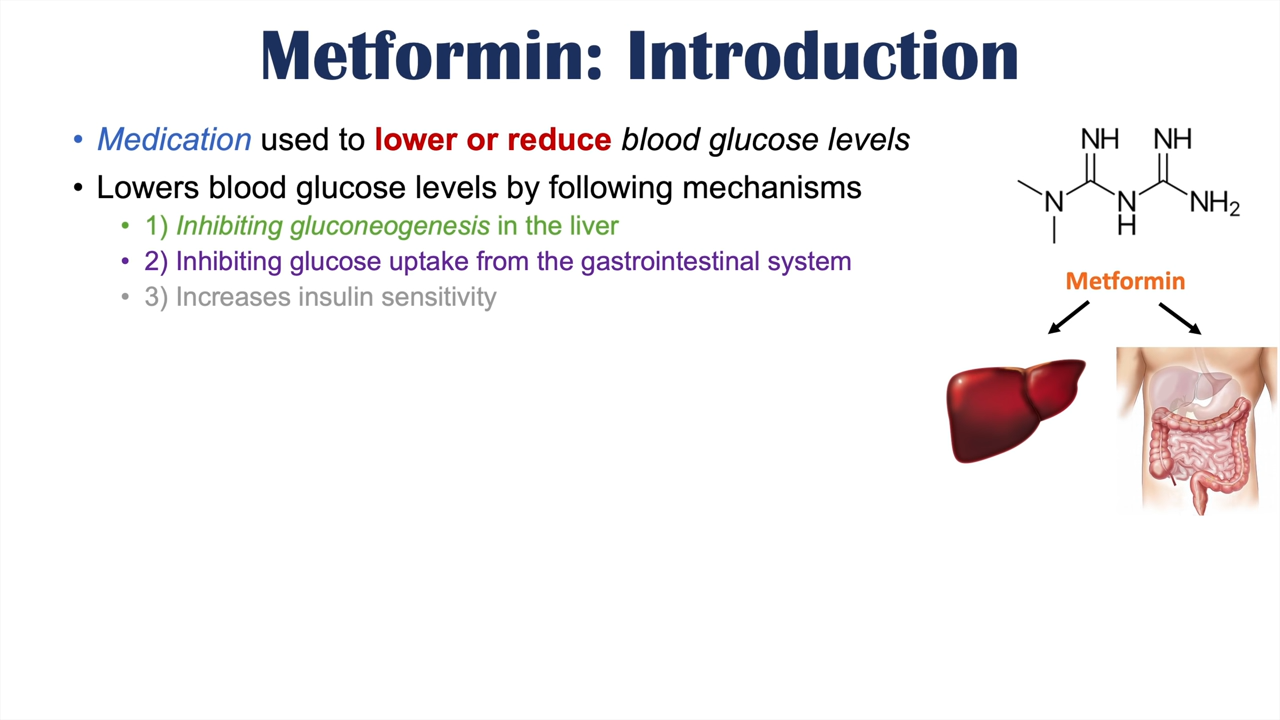 Metformin: Introduction
• Medication used to lower or reduce blood glucose levels
• Lowers blood glucose levels by following mechanisms
• 1) Inhibiting gluconeogenesis in the liver
• 2) Inhibiting glucose uptake from the gastrointestinal system
• 3) Increases insulin sensitivity
NH NH
N N NH2
H
Metformin